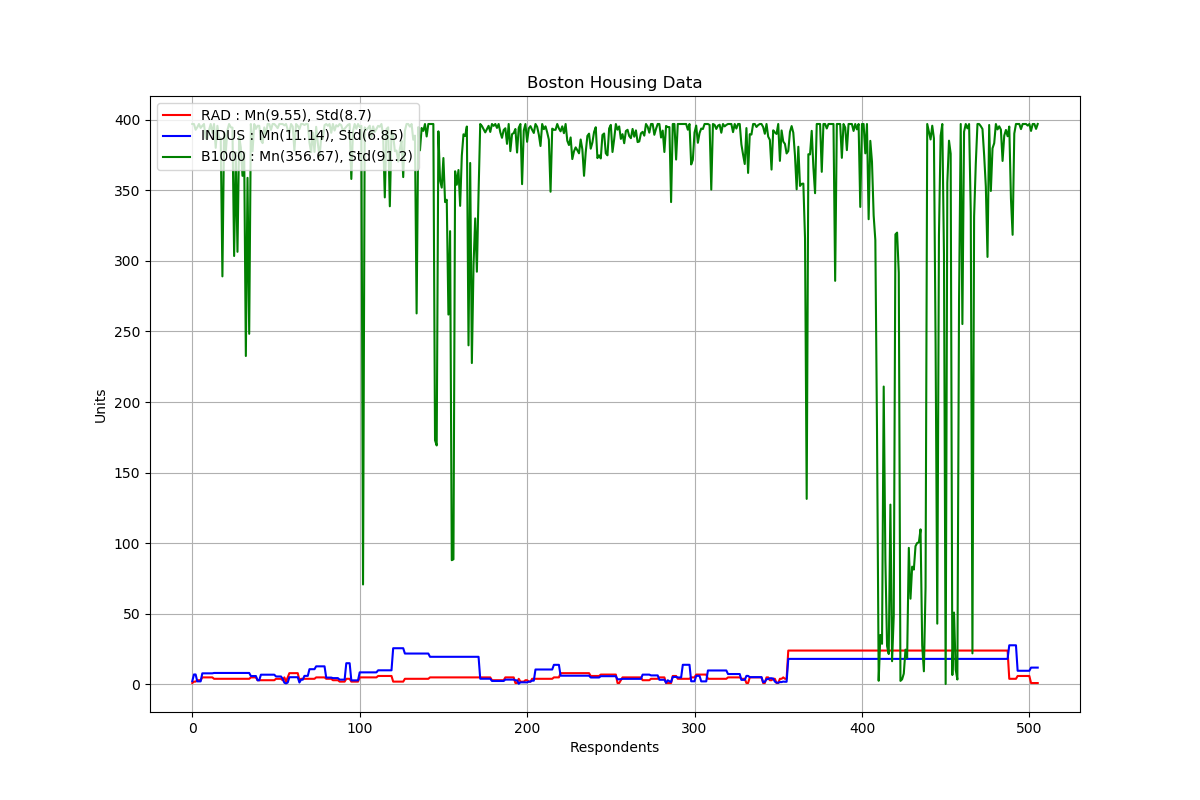 Boston Housing Data
RAD : Mn(9.55), Std(8.7)
INDUS : Mn(11.14), Std(6.85)
B1000 : Mn(356.67), Std(91.2)
400
350
300
250
200
150
100
50
0
Units
0 100 200 300 400 500
Respondents